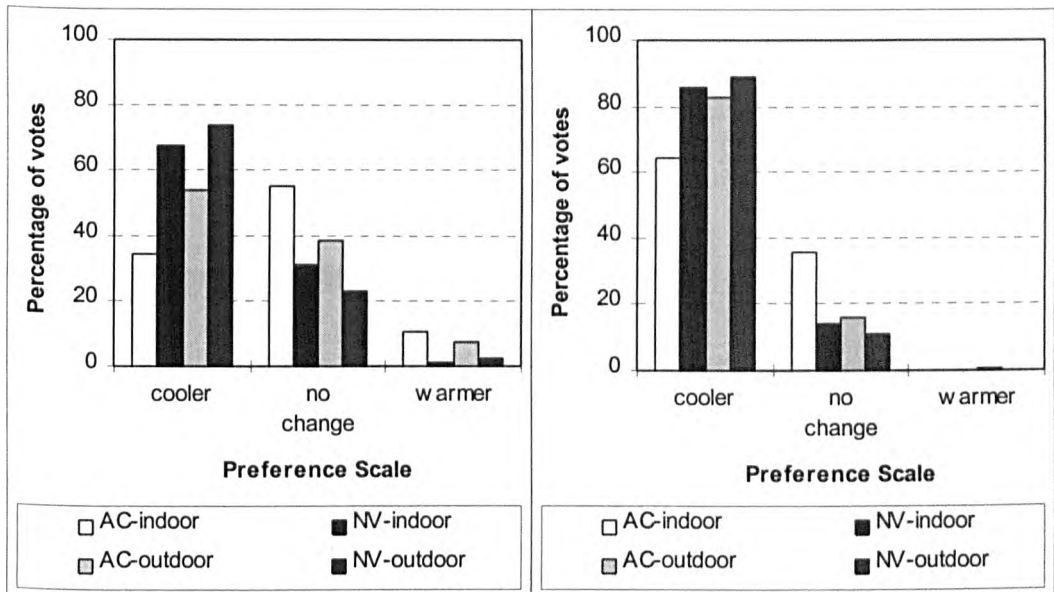 100
80
60
40
20
0
Percentage of votes
cooler
no
change
warmer
Preference Scale
AC-indoor
NV-indoor
AC-outdoor
NV-outdoor
100
80
60
40
20
0
Percentage of votes
cooler
no
change
warmer
Preference Scale
AC-indoor
NV-indoor
AC-outdoor
NV-outdoor